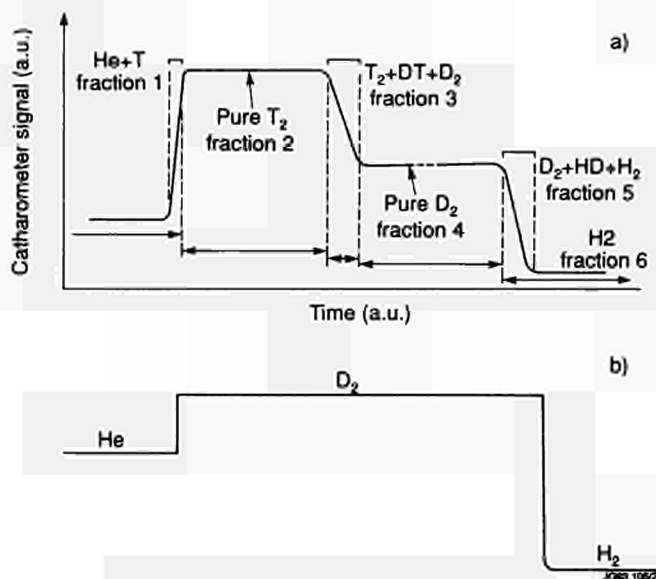 a)
Catharometer signal (a.u.)
He+T
fraction 1
Pure T2
fraction 2
T2+DT+D2
fraction 3
Pure D2
fraction 4
D2+HD+H2
fraction 5
H2
fraction 6
Time (a.u.)
b)
He
D2
H2